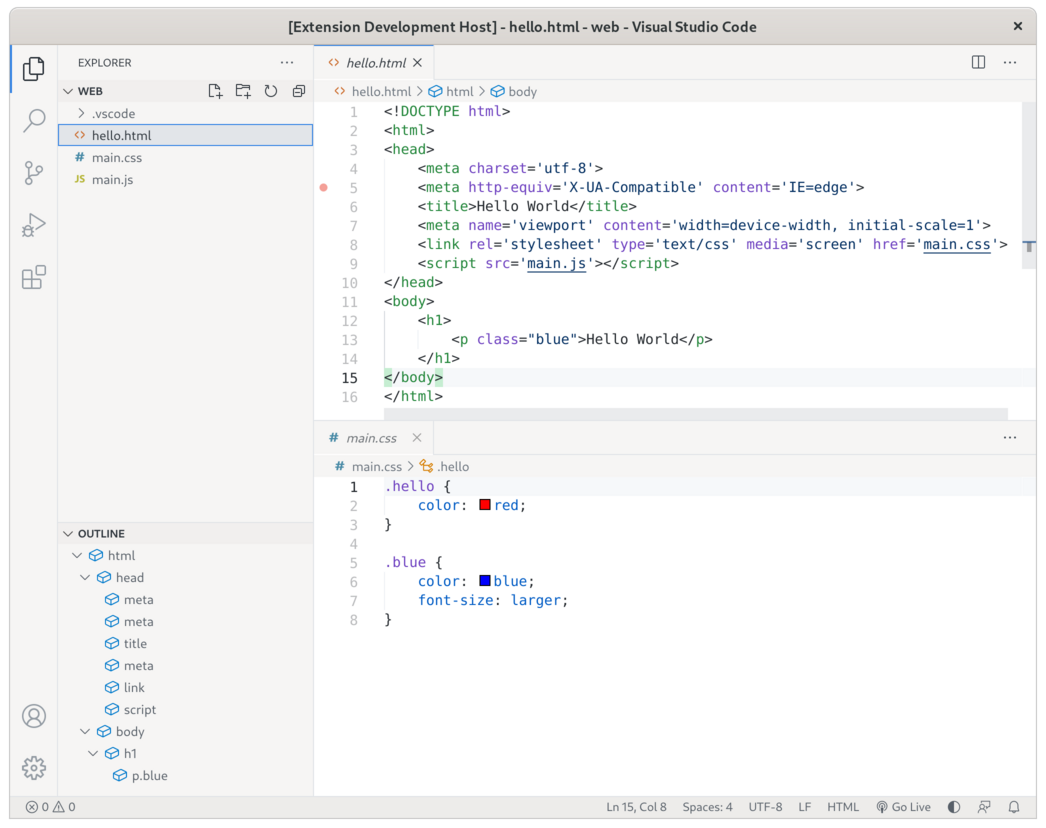 [Extension Development Host] - hello.html - web - Visual Studio Code
EXPLORER
WEB
.vscode
<> hello.html
# main.css
JS main.js
OUTLINE
html
head
meta
meta
title
meta
link
script
body
h1
p.blue
<> hello.html
<> hello.html > html > body
1 <!DOCTYPE html>
2 <html>
3 <head>
4     <meta charset='utf-8'>
5     <meta http-equiv='X-UA-Compatible' content='IE=edge'>
6     <title>Hello World</title>
7     <meta name='viewport' content='width=device-width, initial-scale=1'>
8     <link rel='stylesheet' type='text/css' media='screen' href='main.css'>
9     <script src='main.js'></script>
10 </head>
11 <body>
12     <h1>
13         <p class="blue">Hello World</p>
14     </h1>
15 </body>
16 </html>
# main.css
# main.css > .hello
1 .hello {
2     color: red;
3 }
4
5 .blue {
6     color: blue;
7     font-size: larger;
8 }
0 0 Ln 15, Col 8 Spaces: 4 UTF-8 LF HTML Go Live